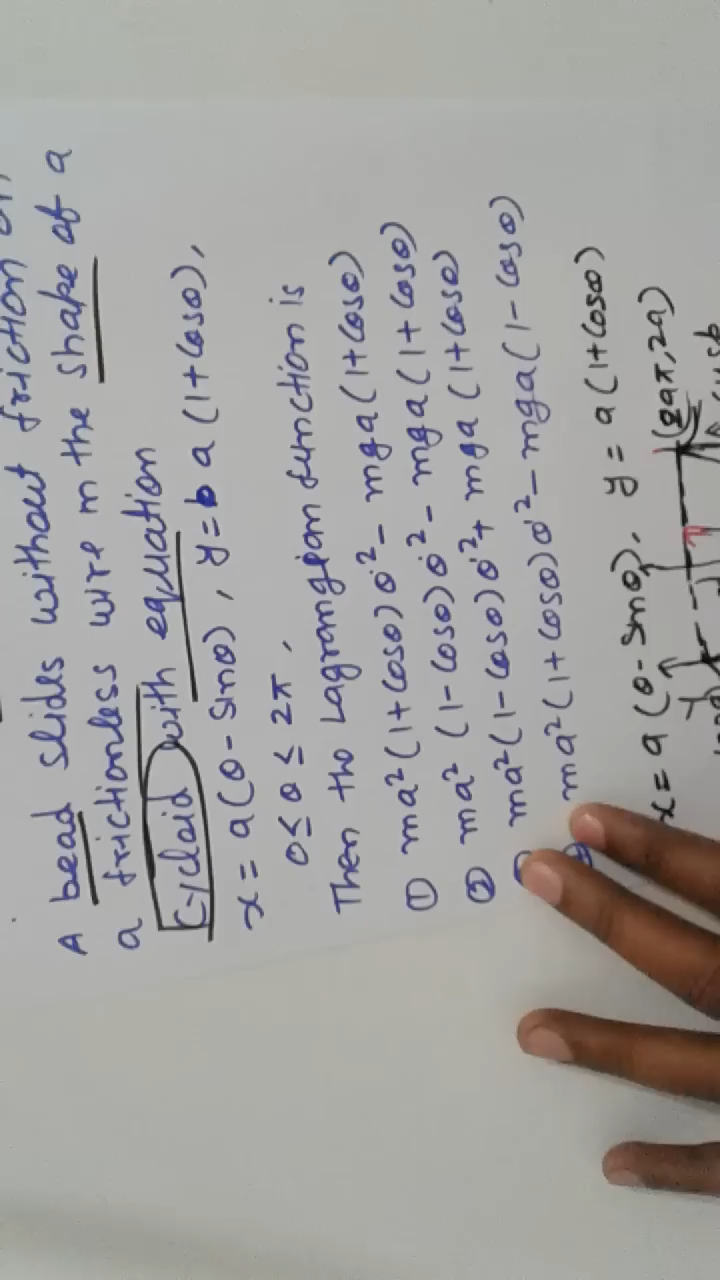 A bead slides without friction on
a frictionless wire in the shape of a
cycloid with equation
x = a(θ - sinθ), y = a(1+cosθ),
0 ≤ θ ≤ 2π.
Then the Lagrangian function is
① ma²(1+cosθ)θ̇² - mga(1+cosθ)
② ma²(1-cosθ)θ̇² - mga(1+cosθ)
ma²(1-cosθ)θ̇² + mga(1+cosθ)
ma²(1+cosθ)θ̇² - mga(1-cosθ)
x = a(θ - sinθ), y = a(1+cosθ)
(2aπ, 2a)
cusp